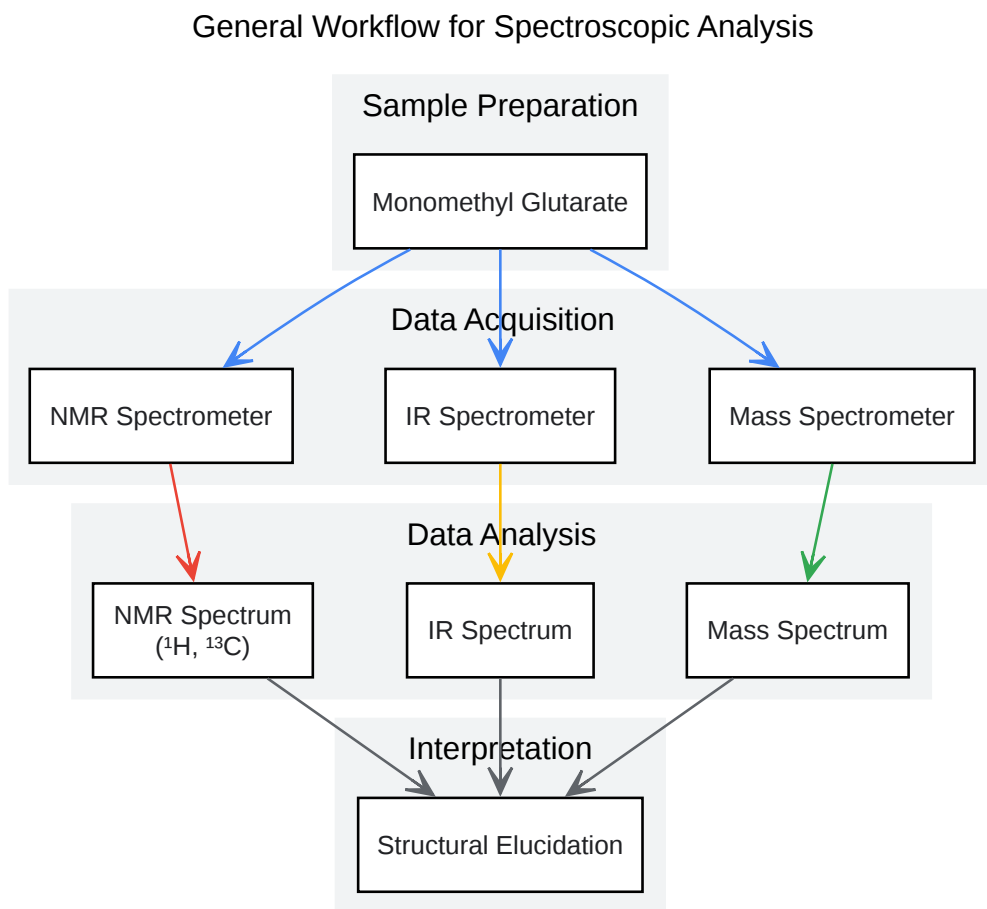 General Workflow for Spectroscopic Analysis
Sample Preparation
Monomethyl Glutarate
Data Acquisition
NMR Spectrometer
IR Spectrometer
Mass Spectrometer
Data Analysis
NMR Spectrum
(¹H, ¹³C)
IR Spectrum
Mass Spectrum
Interpretation
Structural Elucidation